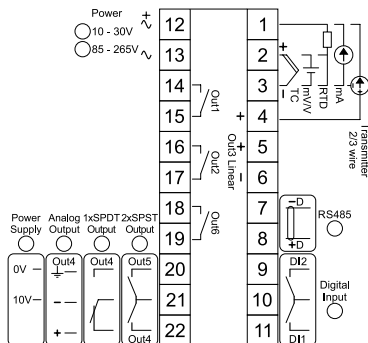 Power
+
10 - 30V
85 - 265V
12
13
14
15
16
17
18
19
20
21
22
Out1
Out2
Out6
1
2
3
4
5
6
7
8
9
10
11
+
+
-
Out3 Linear
+
-
TC
mV/V
RTD
mA
Transmitter
2/3 wire
-D
+D
RS485
DI2
DI1
Digital
Input
Power
Supply
Analog
Output
1xSPDT
Output
2xSPST
Output
0V
10V
Out4
-
+
Out4
Out5
Out4